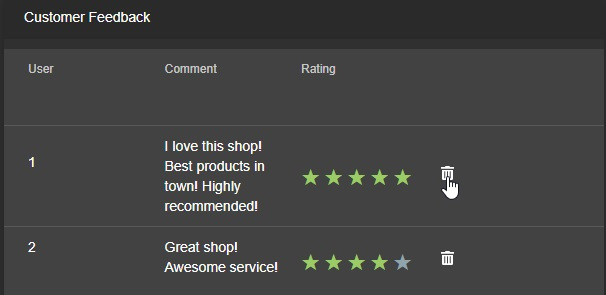 Customer Feedback
User Comment Rating
1 I love this shop!
Best products in
town! Highly
recommended!
2 Great shop!
Awesome service!